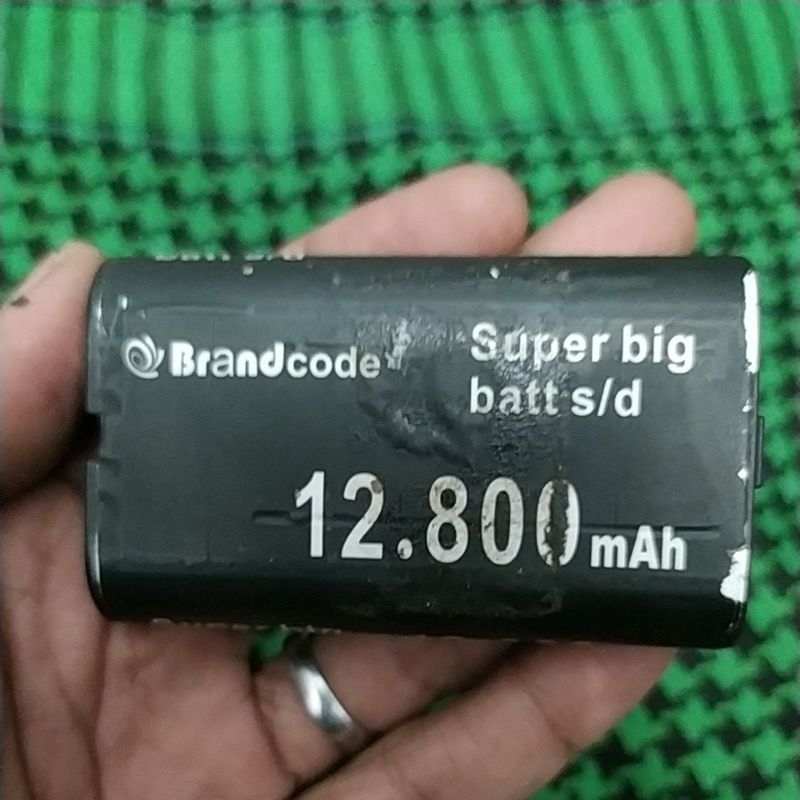 Brandcode
Super big
batt s/d
12.800 mAh